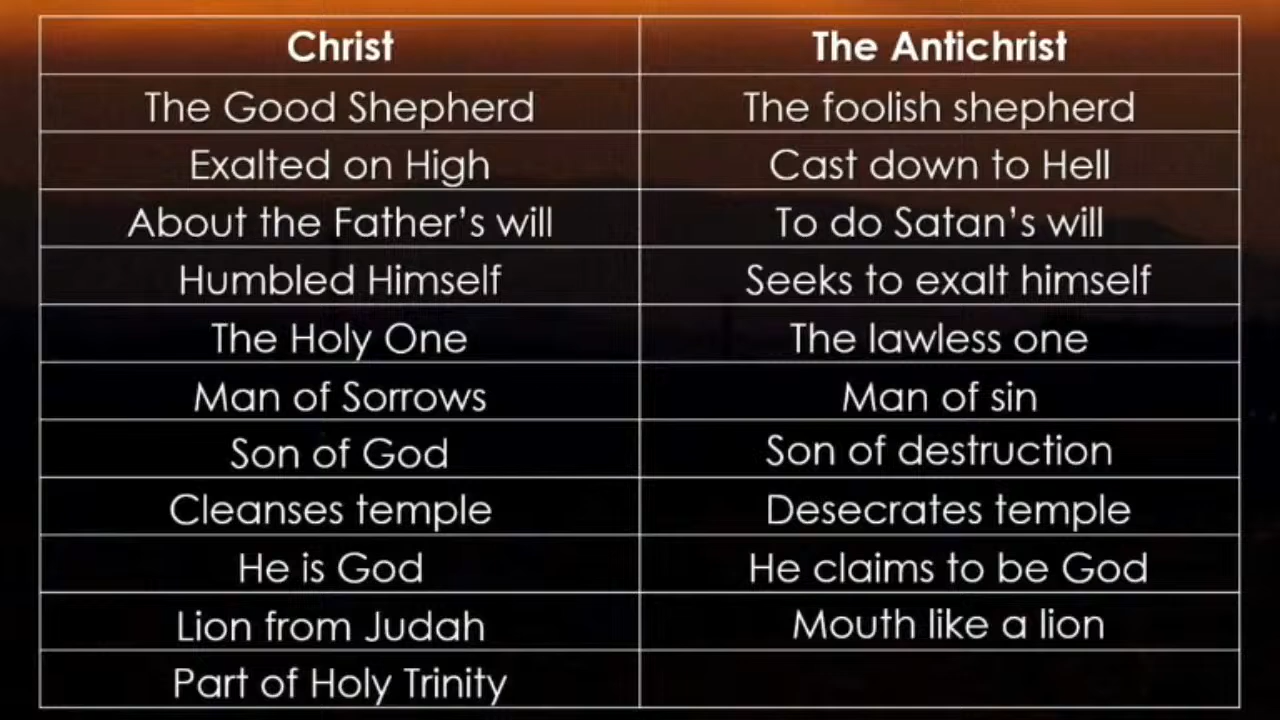 Christ The Antichrist
The Good Shepherd The foolish shepherd
Exalted on High Cast down to Hell
About the Father's will To do Satan's will
Humbled Himself Seeks to exalt himself
The Holy One The lawless one
Man of Sorrows Man of sin
Son of God Son of destruction
Cleanses temple Desecrates temple
He is God He claims to be God
Lion from Judah Mouth like a lion
Part of Holy Trinity